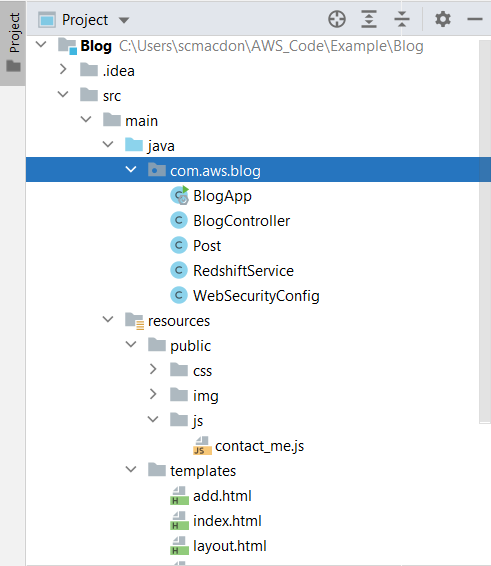 Project
Project
Blog C:\Users\scmacdon\AWS_Code\Example\Blog
.idea
src
main
java
com.aws.blog
BlogApp
C BlogController
C Post
C RedshiftService
C WebSecurityConfig
resources
public
css
img
js
JS contact_me.js
templates
H add.html
H index.html
H layout.html